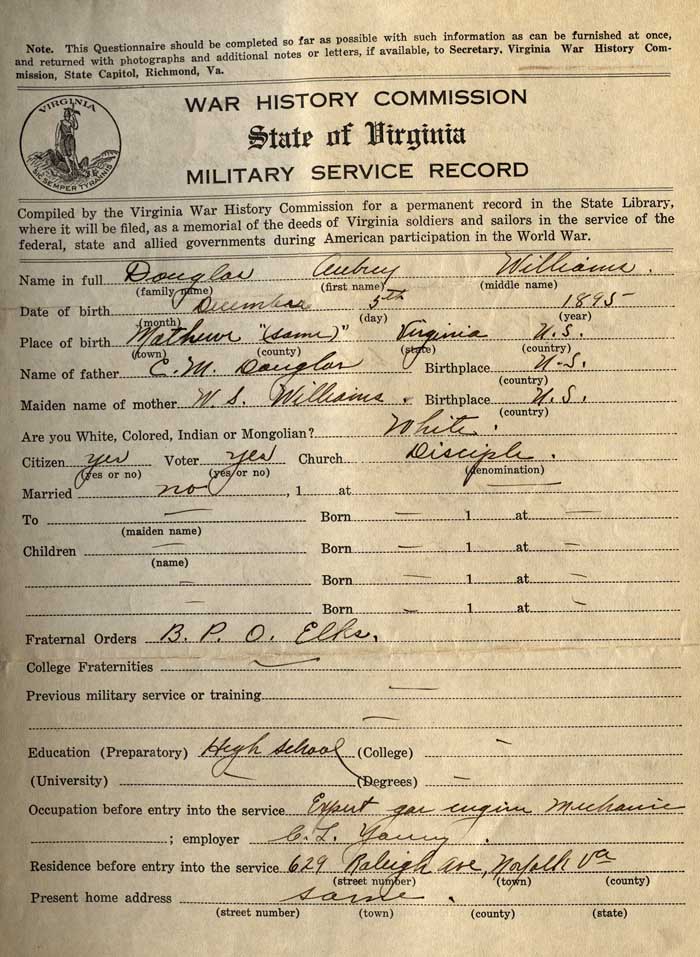 Note. This Questionnaire should be completed so far as possible with such information as can be furnished at once,
and returned with photographs and additional notes or letters, if available, to Secretary. Virginia War History Com-
mission, State Capitol, Richmond, Va.
VIRGINIA
SIC SEMPER TYRANNIS
WAR HISTORY COMMISSION
State of Virginia
MILITARY SERVICE RECORD
Compiled by the Virginia War History Commission for a permanent record in the State Library,
where it will be filed, as a memorial of the deeds of Virginia soldiers and sailors in the service of the
federal, state and allied governments during American participation in the World War.
Name in full Douglas Aubrey Williams.
(family name) (first name) (middle name)
Date of birth December 5th 1895
(month) (day) (year)
Place of birth Mathews "(same)" Virginia U.S.
(town) (county) (state) (country)
Name of father C. M. Douglas Birthplace U.S.
(country)
Maiden name of mother W. S. Williams. Birthplace U.S.
(country)
Are you White, Colored, Indian or Mongolian? White.
Citizen yes Voter yes Church Disciple.
(yes or no) (yes or no) (denomination)
Married no , 1 at
To — Born — 1 — at —
(maiden name)
Children — Born — 1 — at —
(name)
— Born — 1 — at —
— Born — 1 — at —
Fraternal Orders B. P. O. Elks.
College Fraternities —
Previous military service or training —
—
Education (Preparatory) High school (College) —
(University) — (Degrees) —
Occupation before entry into the service Expert gas engine Mechanic
; employer C. L. Young.
Residence before entry into the service 629 Raleigh Ave, Norfolk Va
(street number) (town) (county)
Present home address same.
(street number) (town) (county) (state)